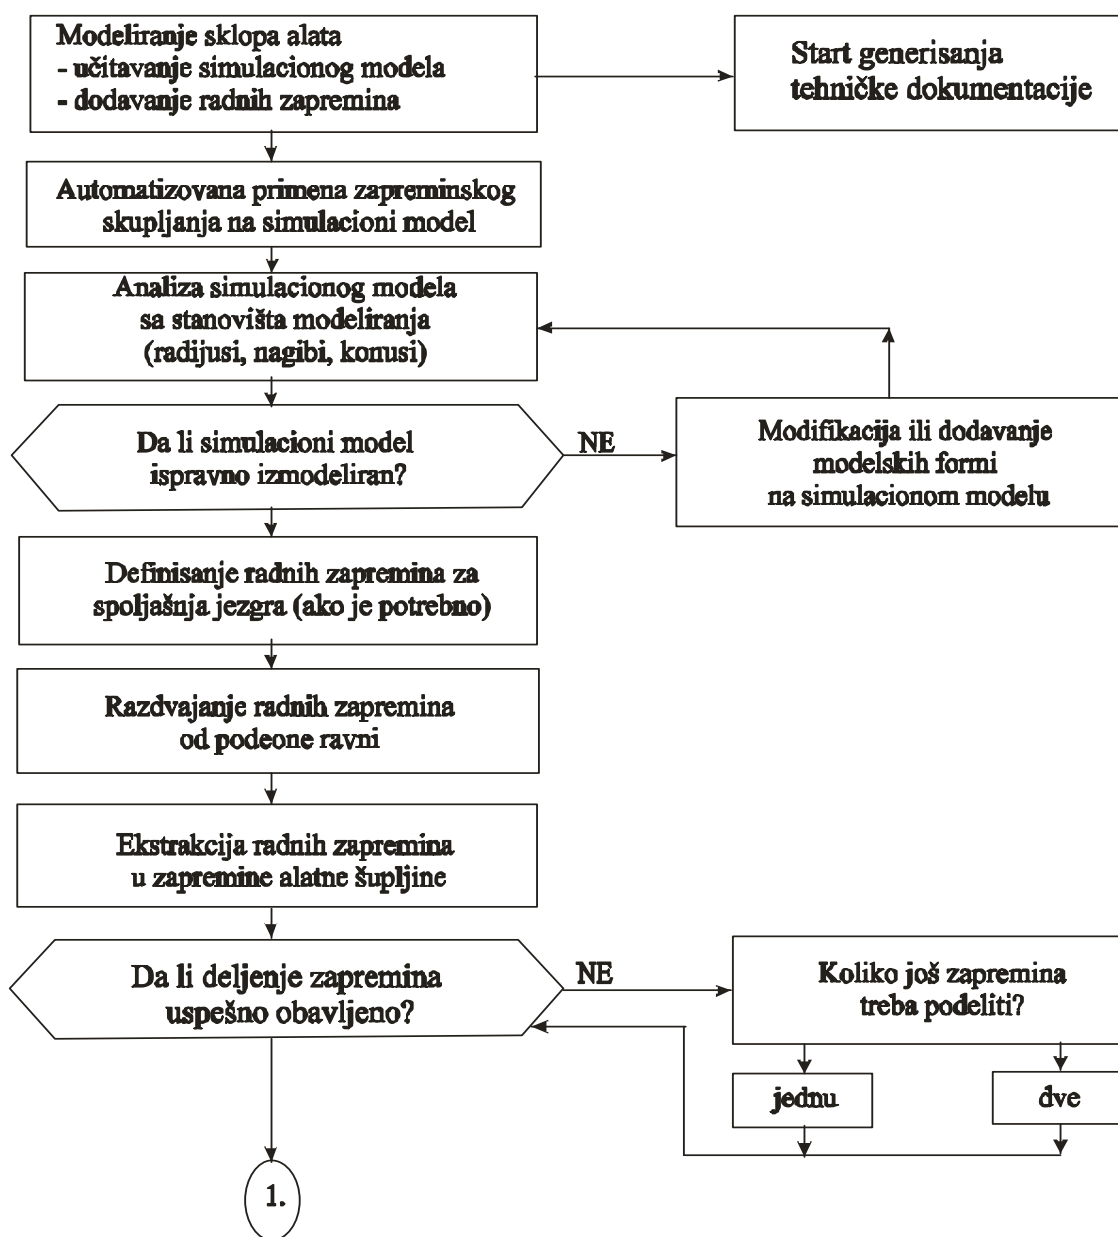 Modeliranje sklopa alata
- učitavanje simulacionog modela
- dodavanje radnih zapremina
Start generisanja
tehničke dokumentacije
Automatizovana primena zapreminskog
skupljanja na simulacioni model
Analiza simulacionog modela
sa stanovišta modeliranja
(radijusi, nagibi, konusi)
Da li simulacioni model
ispravno izmodeliran?
NE
Modifikacija ili dodavanje
modelskih formi
na simulacionom modelu
Definisanje radnih zapremina za
spoljašnja jezgra (ako je potrebno)
Razdvajanje radnih zapremina
od podeone ravni
Ekstrakcija radnih zapremina
u zapremine alatne šupljine
Da li deljenje zapremina
uspešno obavljeno?
NE
Koliko još zapremina
treba podeliti?
jednu
dve
1.